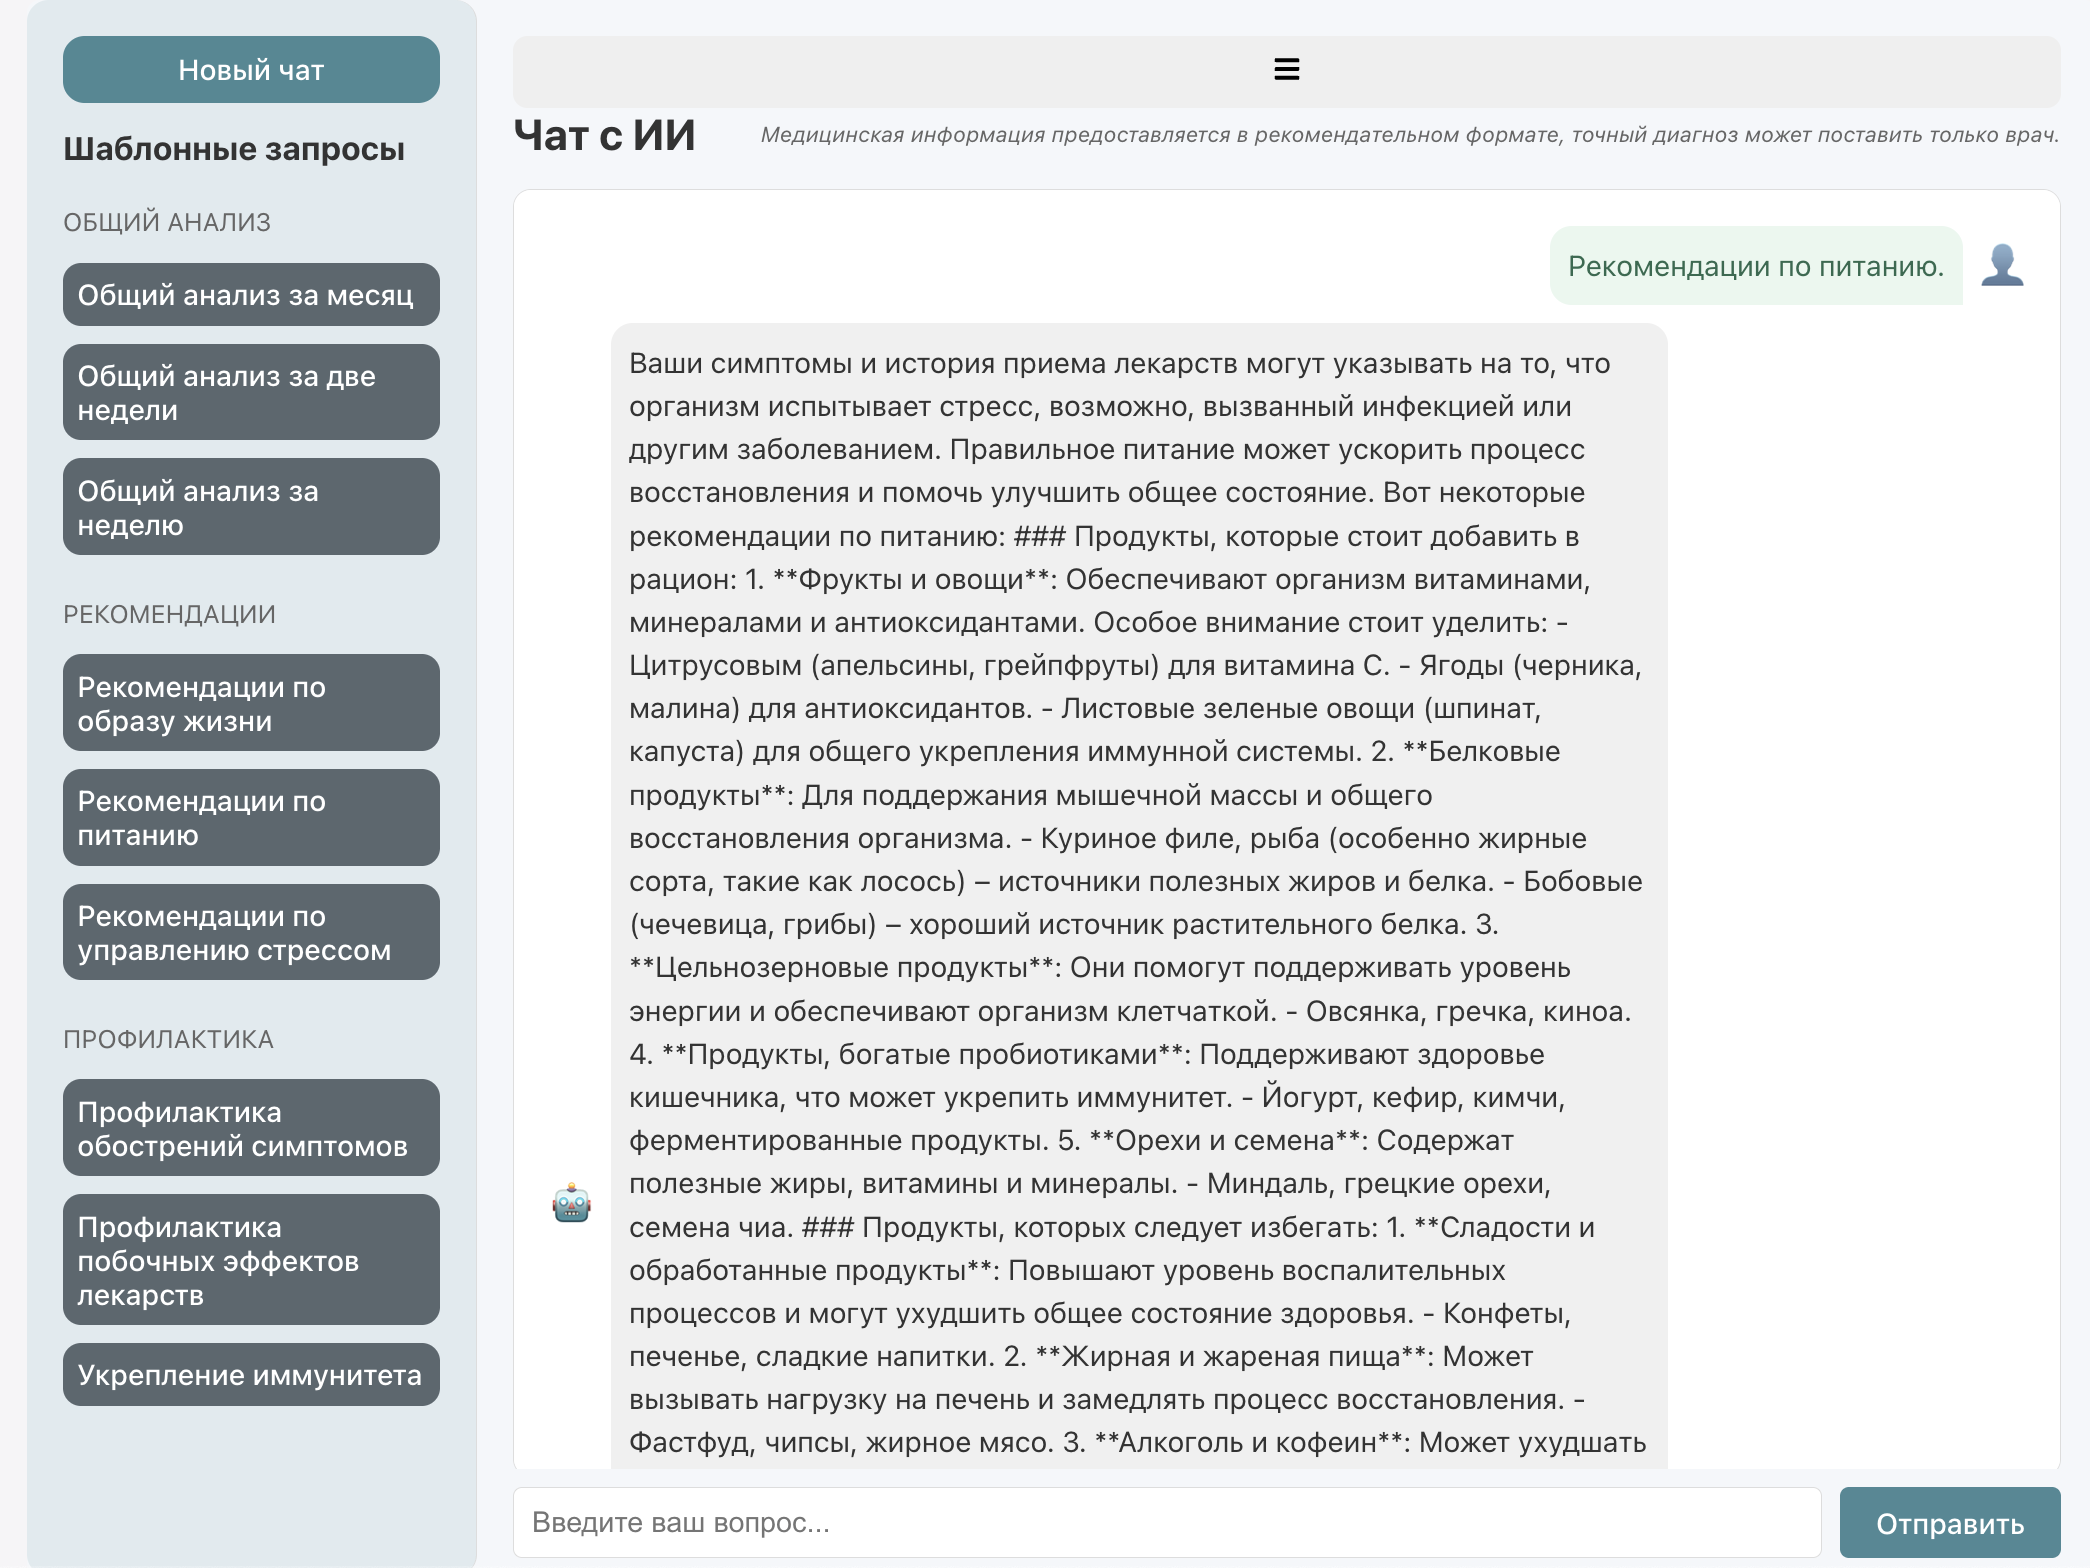 Новый чат
Шаблонные запросы
ОБЩИЙ АНАЛИЗ
Общий анализ за месяц
Общий анализ за две
недели
Общий анализ за
неделю
РЕКОМЕНДАЦИИ
Рекомендации по
образу жизни
Рекомендации по
питанию
Рекомендации по
управлению стрессом
ПРОФИЛАКТИКА
Профилактика
обострений симптомов
Профилактика
побочных эффектов
лекарств
Укрепление иммунитета
Чат с ИИ
Медицинская информация предоставляется в рекомендательном формате, точный диагноз может поставить только врач.
Рекомендации по питанию.
Ваши симптомы и история приема лекарств могут указывать на то, что
организм испытывает стресс, возможно, вызванный инфекцией или
другим заболеванием. Правильное питание может ускорить процесс
восстановления и помочь улучшить общее состояние. Вот некоторые
рекомендации по питанию: ### Продукты, которые стоит добавить в
рацион: 1. **Фрукты и овощи**: Обеспечивают организм витаминами,
минералами и антиоксидантами. Особое внимание стоит уделить: -
Цитрусовым (апельсины, грейпфруты) для витамина C. - Ягоды (черника,
малина) для антиоксидантов. - Листовые зеленые овощи (шпинат,
капуста) для общего укрепления иммунной системы. 2. **Белковые
продукты**: Для поддержания мышечной массы и общего
восстановления организма. - Куриное филе, рыба (особенно жирные
сорта, такие как лосось) – источники полезных жиров и белка. - Бобовые
(чечевица, грибы) – хороший источник растительного белка. 3.
**Цельнозерновые продукты**: Они помогут поддерживать уровень
энергии и обеспечивают организм клетчаткой. - Овсянка, гречка, киноа.
4. **Продукты, богатые пробиотиками**: Поддерживают здоровье
кишечника, что может укрепить иммунитет. - Йогурт, кефир, кимчи,
ферментированные продукты. 5. **Орехи и семена**: Содержат
полезные жиры, витамины и минералы. - Миндаль, грецкие орехи,
семена чиа. ### Продукты, которых следует избегать: 1. **Сладости и
обработанные продукты**: Повышают уровень воспалительных
процессов и могут ухудшить общее состояние здоровья. - Конфеты,
печенье, сладкие напитки. 2. **Жирная и жареная пища**: Может
вызывать нагрузку на печень и замедлять процесс восстановления. -
Фастфуд, чипсы, жирное мясо. 3. **Алкоголь и кофеин**: Может ухудшать
Введите ваш вопрос...
Отправить